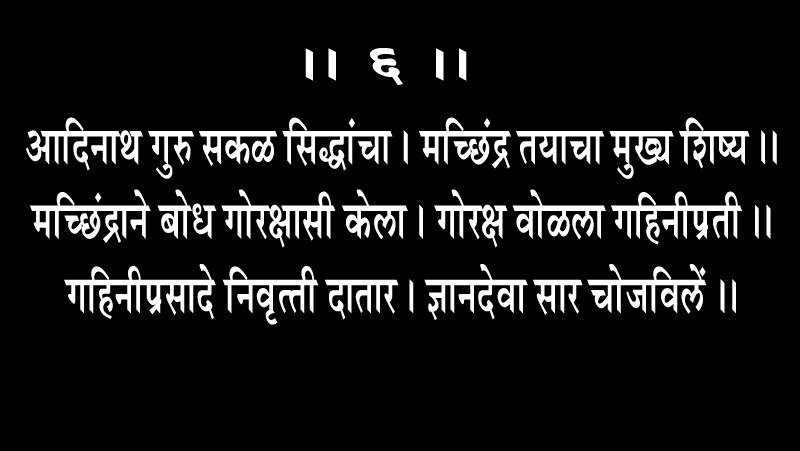 ।। ६ ।।
आदिनाथ गुरु सकळ सिद्धांचा । मच्छिंद्र तयाचा मुख्य शिष्य ।।
मच्छिंद्राने बोध गोरक्षासी केला । गोरक्ष वोळला गहिनीप्रती ।।
गहिनीप्रसादे निवृत्ती दातार । ज्ञानदेवा सार चोजविलें ।।